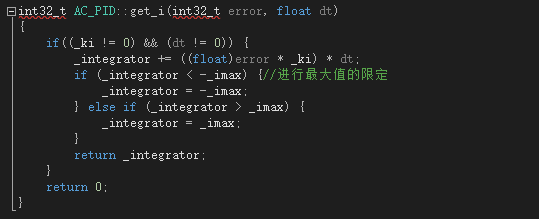 int32_t AC_PID::get_i(int32_t error, float dt)
{
if((_ki != 0) && (dt != 0)) {
_integrator += ((float)error * _ki) * dt;
if (_integrator < -_imax) {//进行最大值的限定
_integrator = -_imax;
} else if (_integrator > _imax) {
_integrator = _imax;
}
return _integrator;
}
return 0;
}